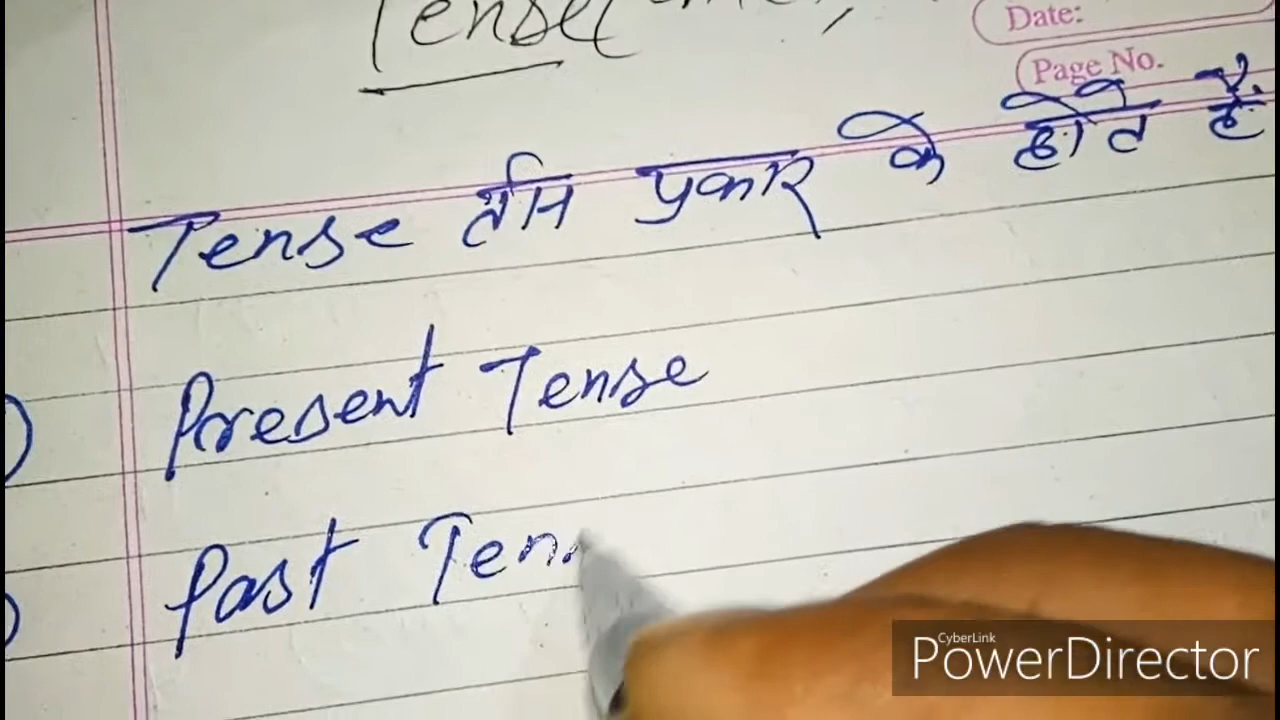 Tense(
Date:
Page No.
Tense तीन प्रकार के होते हैं
Present Tense
Past Ten
CyberLink
PowerDirector